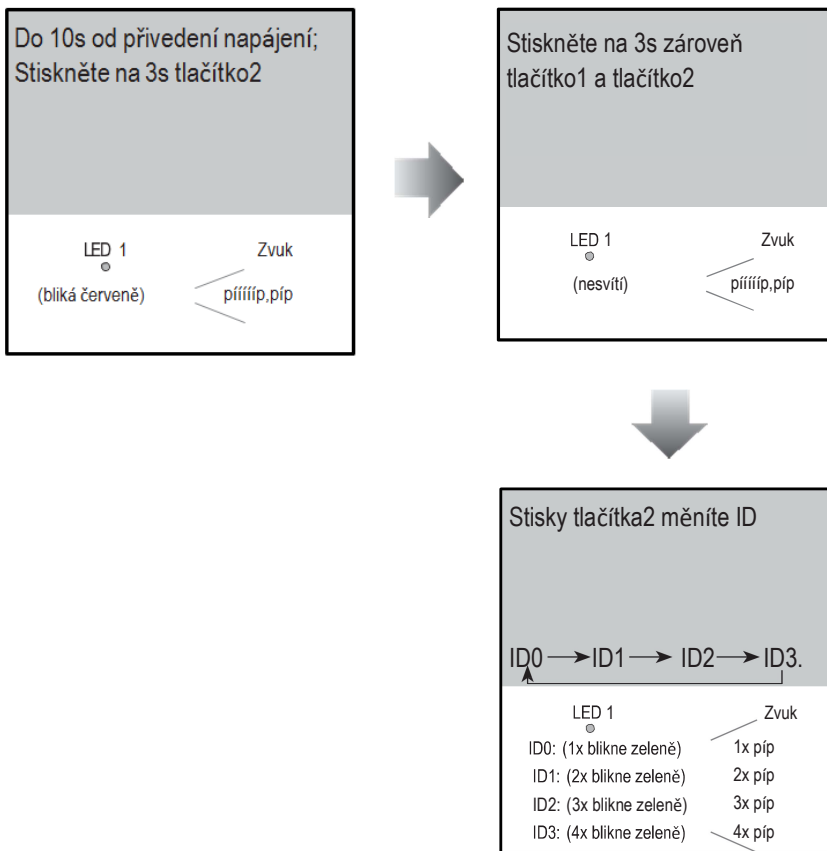 Do 10s od přivedení napájení;
Stiskněte na 3s tlačítko2
LED 1
Zvuk
(bliká červeně)
pííííííp,píp
Stiskněte na 3s zároveň
tlačítko1 a tlačítko2
LED 1
Zvuk
(nesvítí)
pííííííp,píp
Stisky tlačítka2 měníte ID
ID0 ID1 ID2 ID3.
LED 1
Zvuk
ID0: (1x blikne zeleně) 1x píp
ID1: (2x blikne zeleně) 2x píp
ID2: (3x blikne zeleně) 3x píp
ID3: (4x blikne zeleně) 4x píp